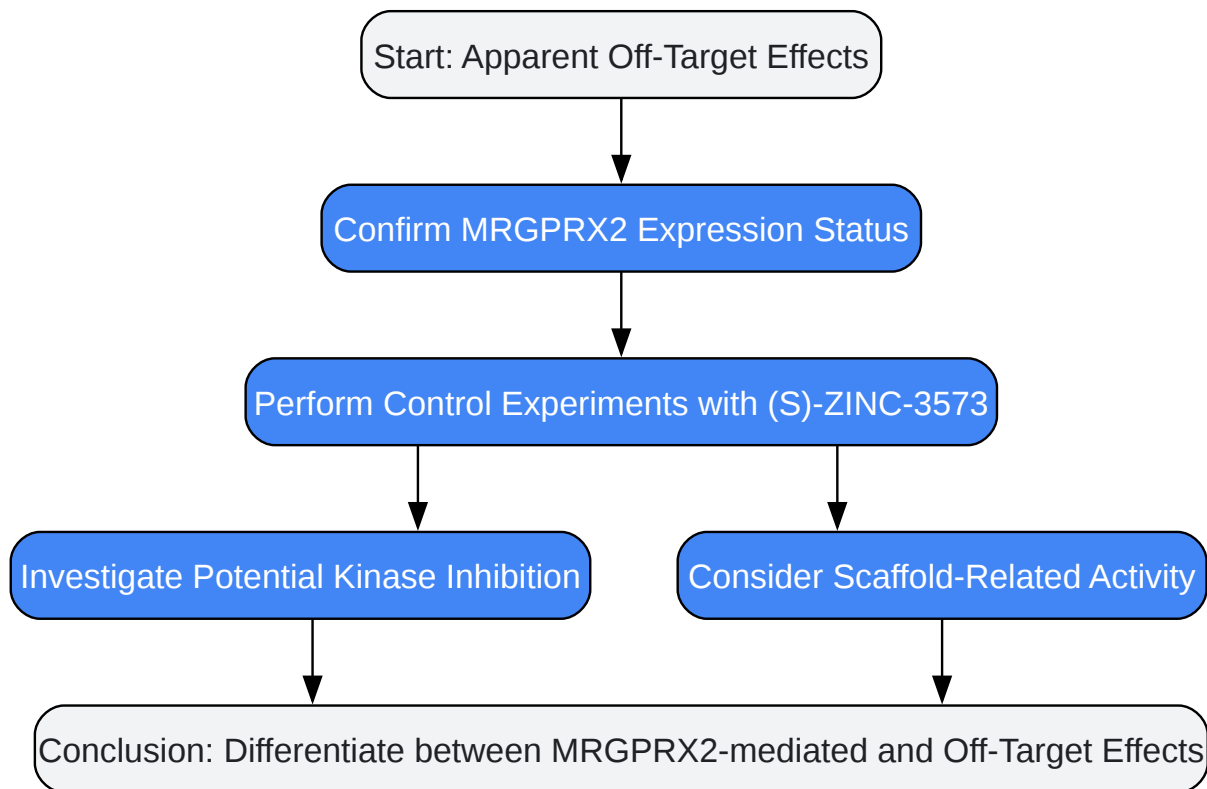 Start: Apparent Off-Target Effects
Confirm MRGPRX2 Expression Status
Perform Control Experiments with (S)-ZINC-3573
Investigate Potential Kinase Inhibition
Consider Scaffold-Related Activity
Conclusion: Differentiate between MRGPRX2-mediated and Off-Target Effects